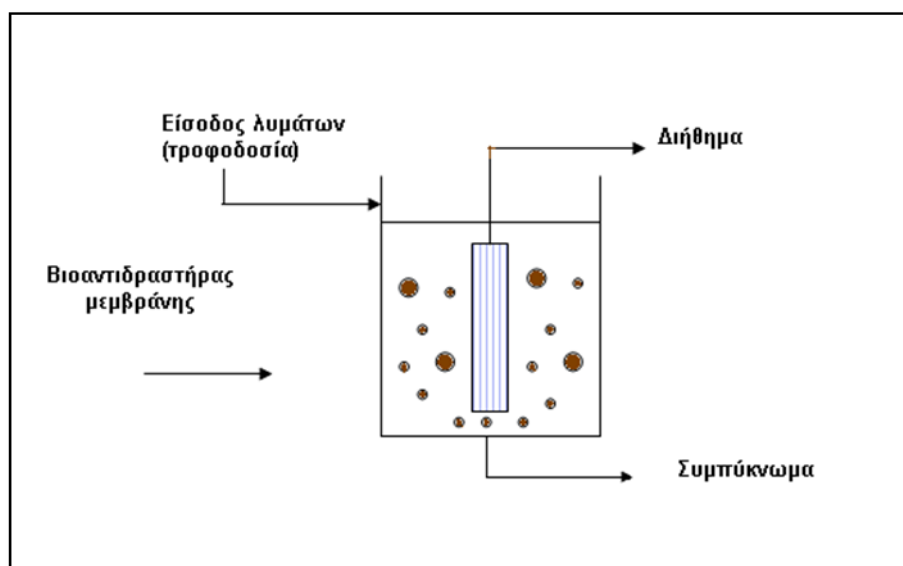 Είσοδος λυμάτων
(τροφοδοσία)
Διήθημα
Βιοαντιδραστήρας
μεμβράνης
Συμπύκνωμα